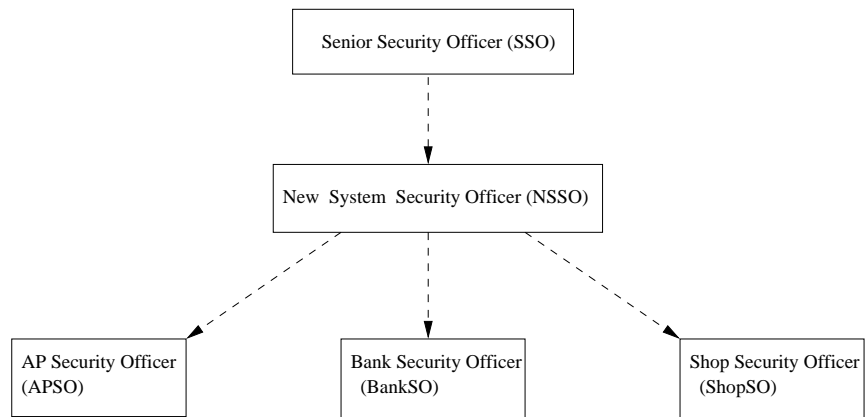 Senior Security Officer (SSO)
New System Security Officer (NSSO)
AP Security Officer
(APSO)
Bank Security Officer
(BankSO)
Shop Security Officer
(ShopSO)